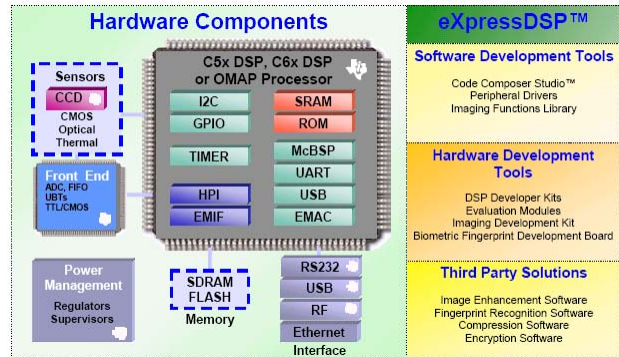 Hardware Components
eXpressDSP™
C5x DSP, C6x DSP
or OMAP Processor
Sensors
CCD
CMOS
Optical
Thermal
I2C
GPIO
TIMER
HPI
EMIF
SRAM
ROM
McBSP
UART
USB
EMAC
Front End
ADC, FIFO
UBTs
TTL/CMOS
Power
Management
Regulators
Supervisors
SDRAM
FLASH
Memory
RS232
USB
RF
Ethernet
Interface
Software Development Tools
Code Composer Studio™
Peripheral Drivers
Imaging Functions Library
Hardware Development
Tools
DSP Developer Kits
Evaluation Modules
Imaging Development Kit
Biometric Fingerprint Development Board
Third Party Solutions
Image Enhancement Software
Fingerprint Recognition Software
Compression Software
Encryption Software